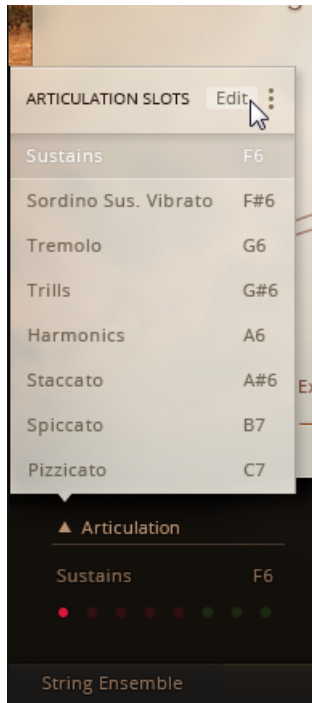 ARTICULATION SLOTS Edit
Sustains F6
Sordino Sus. Vibrato F#6
Tremolo G6
Trills G#6
Harmonics A6
Staccato A#6
Spiccato B7
Pizzicato C7
Articulation
Sustains F6
String Ensemble